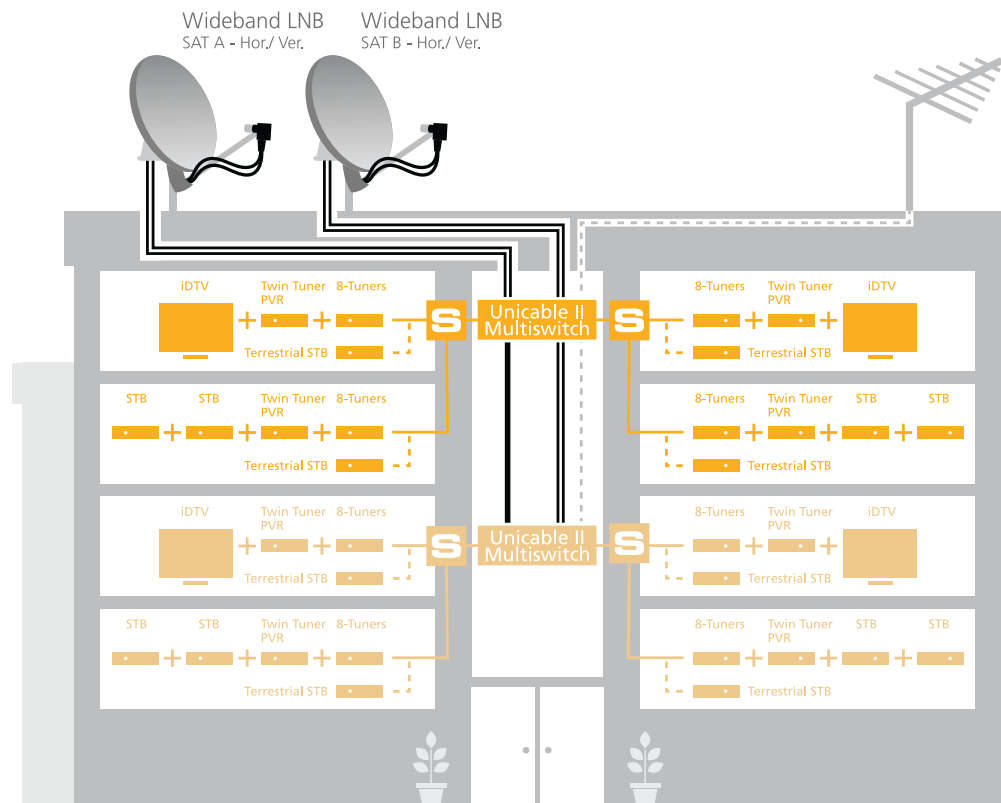 Wideband LNB
SAT A - Hor./ Ver.
Wideband LNB
SAT B - Hor./ Ver.
iDTV
Twin Tuner
PVR
8-Tuners
Terrestrial STB
S
Unicable II
Multiswitch
S
8-Tuners
Twin Tuner
PVR
iDTV
Terrestrial STB
STB
STB
Twin Tuner
PVR
8-Tuners
Terrestrial STB
8-Tuners
Twin Tuner
PVR
STB
STB
Terrestrial STB
iDTV
Twin Tuner
PVR
8-Tuners
Terrestrial STB
S
Unicable II
Multiswitch
S
8-Tuners
Twin Tuner
PVR
iDTV
Terrestrial STB
STB
STB
Twin Tuner
PVR
8-Tuners
Terrestrial STB
8-Tuners
Twin Tuner
PVR
STB
STB
Terrestrial STB